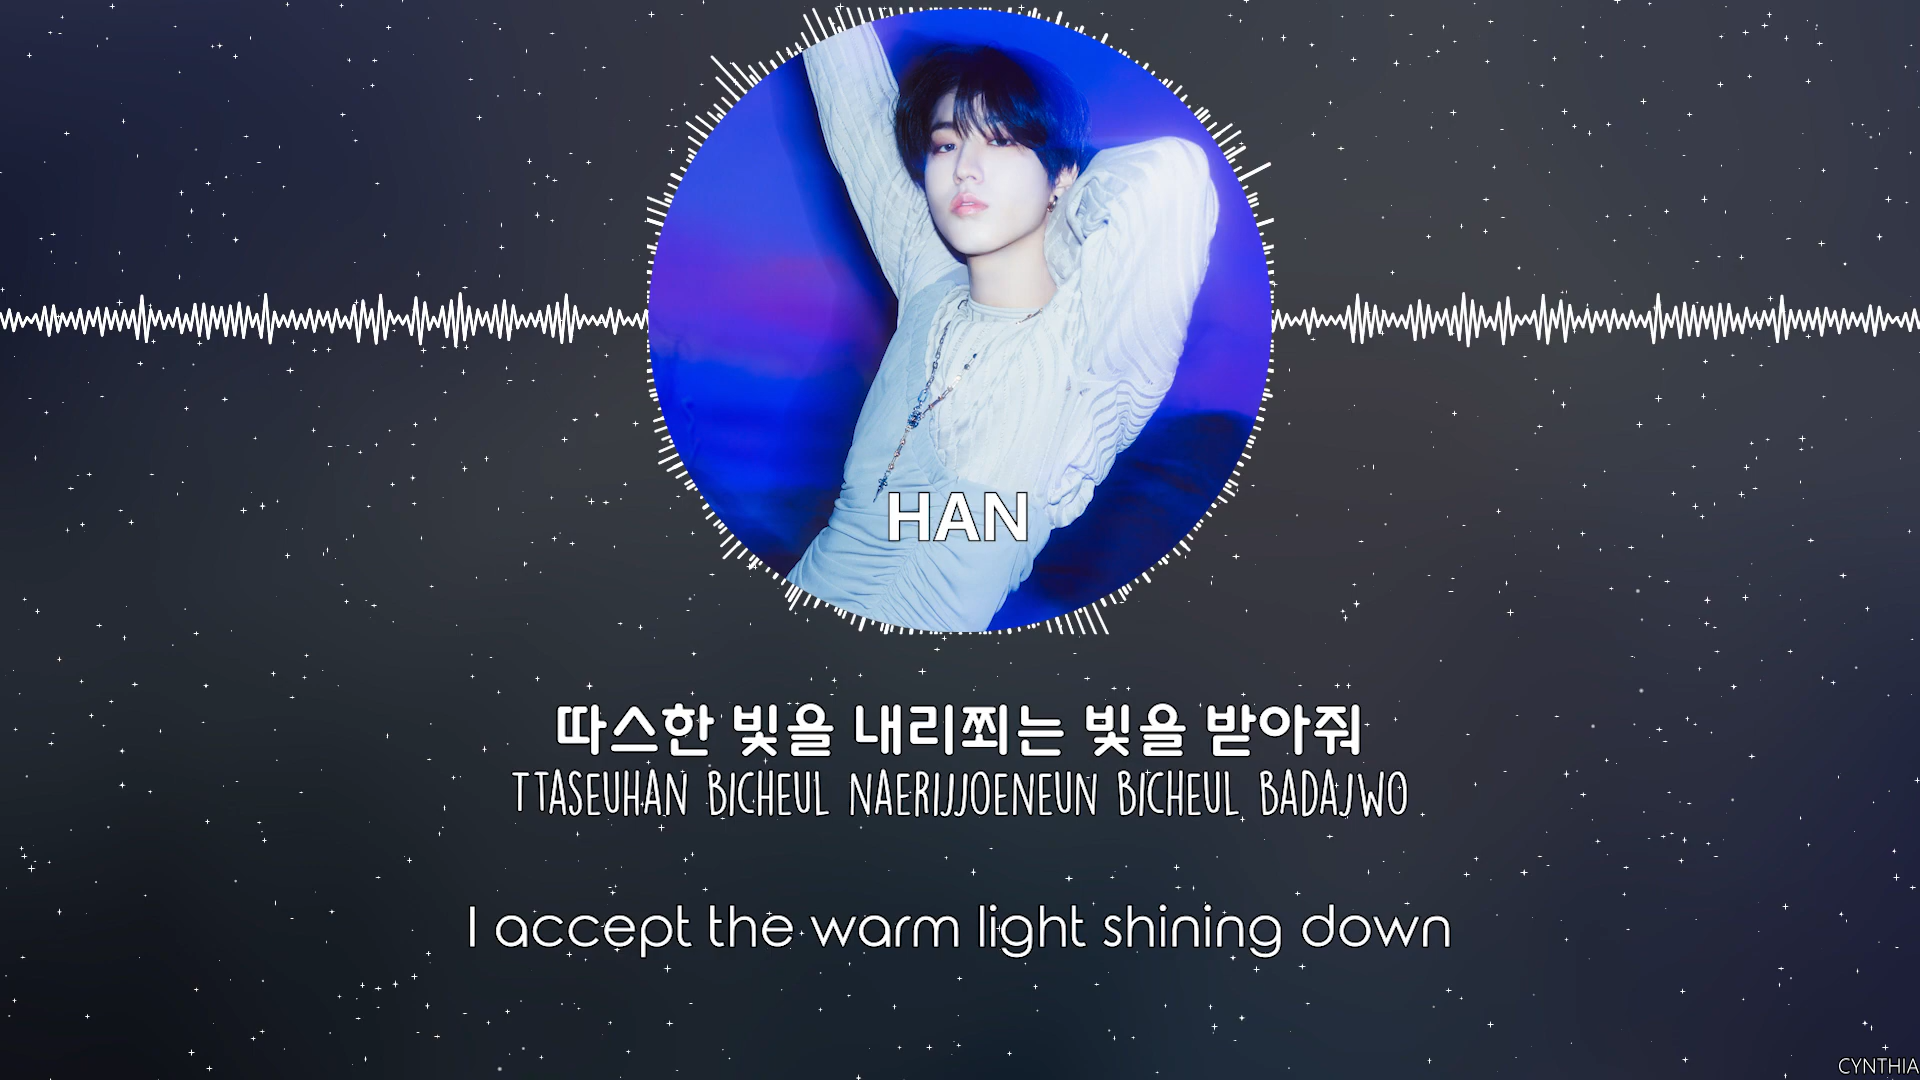 HAN
따스한 빛을 내리쬐는 빛을 받아줘
TTASEUHAN BICHEUL NAERIJJOENEUN BICHEUL BADAJWO
I accept the warm light shining down
CYNTHIA